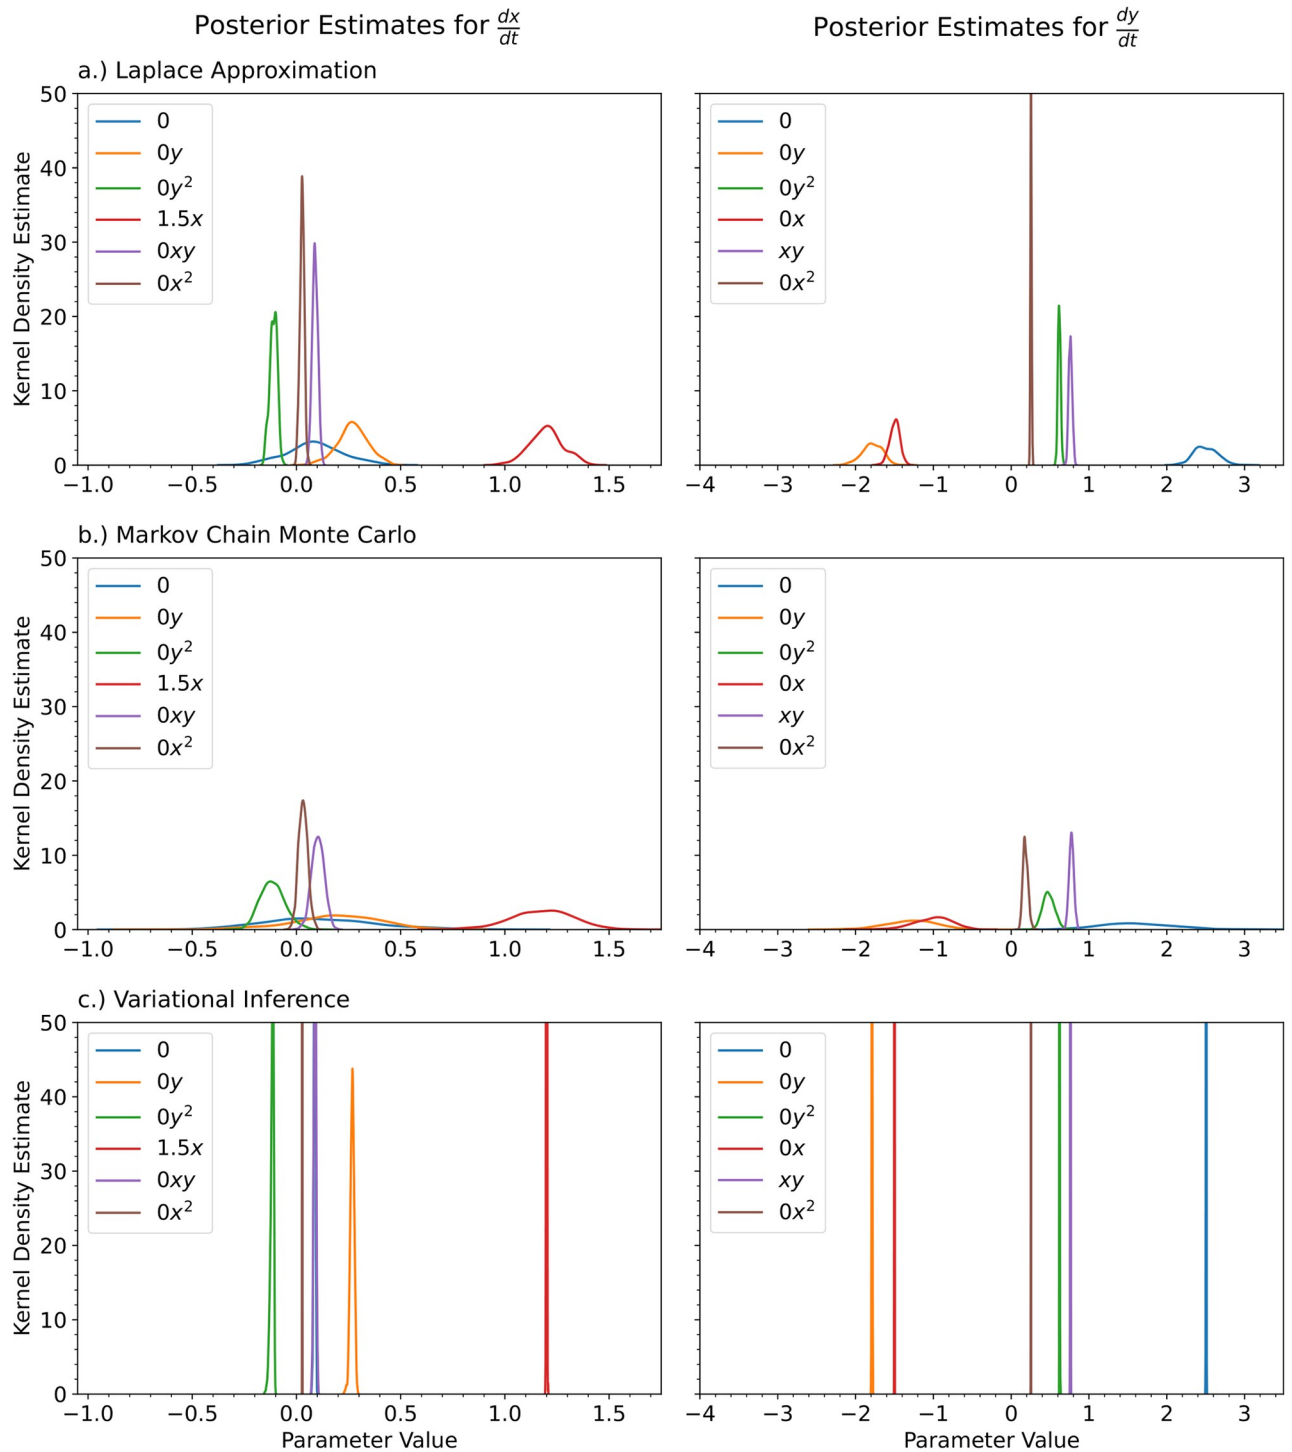 Posterior Estimates for dx/dt
Posterior Estimates for dy/dt
a.) Laplace Approximation
Kernel Density Estimate
50
40
30
20
10
0
0
0y
0y²
1.5x
0xy
0x²
−1.0 −0.5 0.0 0.5 1.0 1.5
0
0y
0y²
0x
xy
0x²
−4 −3 −2 −1 0 1 2 3
b.) Markov Chain Monte Carlo
Kernel Density Estimate
50
40
30
20
10
0
0
0y
0y²
1.5x
0xy
0x²
−1.0 −0.5 0.0 0.5 1.0 1.5
0
0y
0y²
0x
xy
0x²
−4 −3 −2 −1 0 1 2 3
c.) Variational Inference
Kernel Density Estimate
50
40
30
20
10
0
0
0y
0y²
1.5x
0xy
0x²
−1.0 −0.5 0.0 0.5 1.0 1.5
Parameter Value
0
0y
0y²
0x
xy
0x²
−4 −3 −2 −1 0 1 2 3
Parameter Value